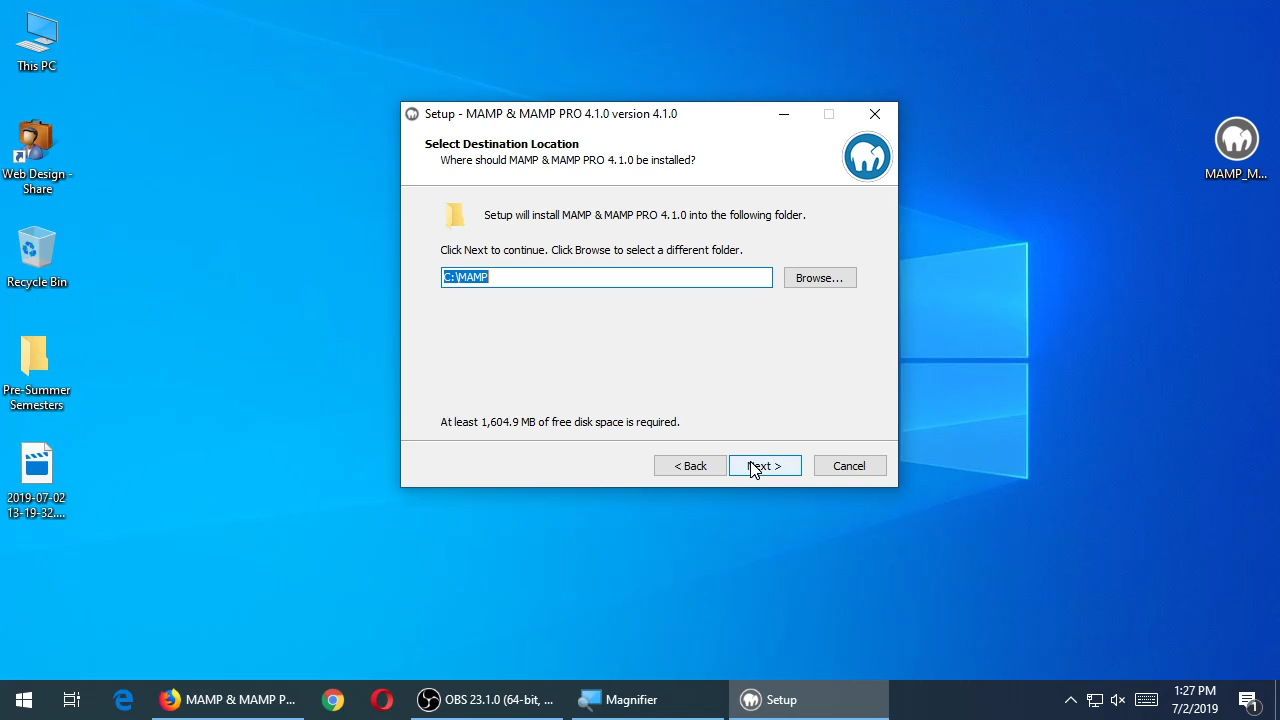 This PC
Web Design -
Share
Recycle Bin
Pre-Summer
Semesters
2019-07-02
13-19-32....
MAMP_M...
Setup - MAMP & MAMP PRO 4.1.0 version 4.1.0
Select Destination Location
Where should MAMP & MAMP PRO 4.1.0 be installed?
Setup will install MAMP & MAMP PRO 4.1.0 into the following folder.
Click Next to continue. Click Browse to select a different folder.
C:\MAMP
Browse...
At least 1,604.9 MB of free disk space is required.
< Back
Next >
Cancel
MAMP & MAMP P...
OBS 23.1.0 (64-bit, ...
Magnifier
Setup
1:27 PM
7/2/2019
1